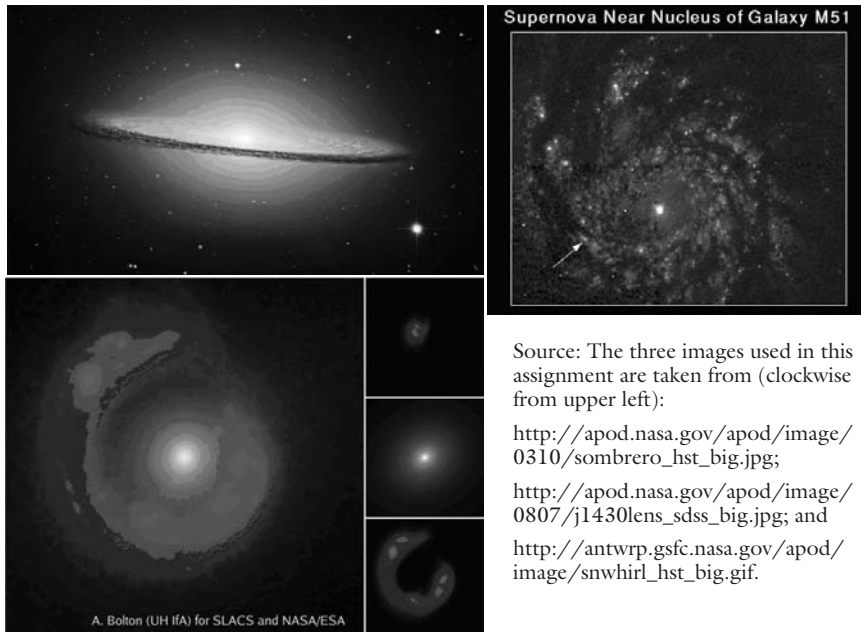 Supernova Near Nucleus of Galaxy M51
A. Bolton (UH IfA) for SLACS and NASA/ESA
Source: The three images used in this
assignment are taken from (clockwise
from upper left):
http://apod.nasa.gov/apod/image/
0310/sombrero_hst_big.jpg;
http://apod.nasa.gov/apod/image/
0807/j1430lens_sdss_big.jpg; and
http://antwrp.gsfc.nasa.gov/apod/
image/snwhirl_hst_big.gif.